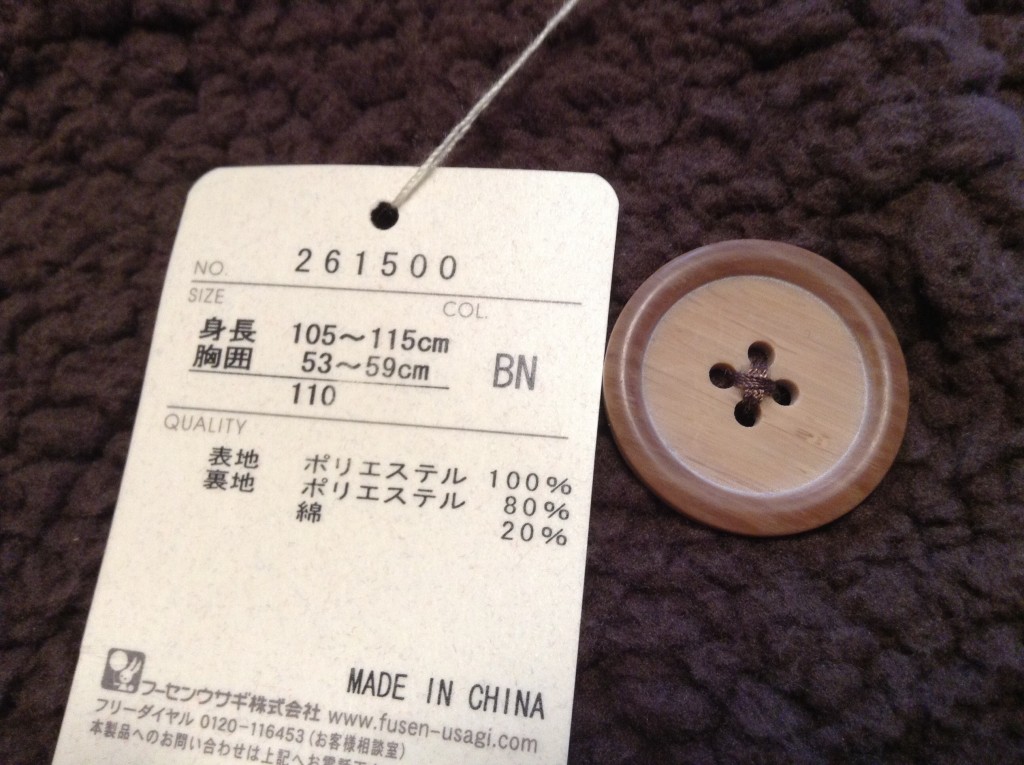 NO. 261500
SIZE
COL.
身長 105～115cm
胸囲 53～59cm
BN
110
QUALITY
表地 ポリエステル 100%
裏地 ポリエステル 80%
綿 20%
MADE IN CHINA
フーセンウサギ株式会社 www.fusen-usagi.com
フリーダイヤル 0120-116453 (お客様相談室)
本製品へのお問い合わせは上記へお電話下